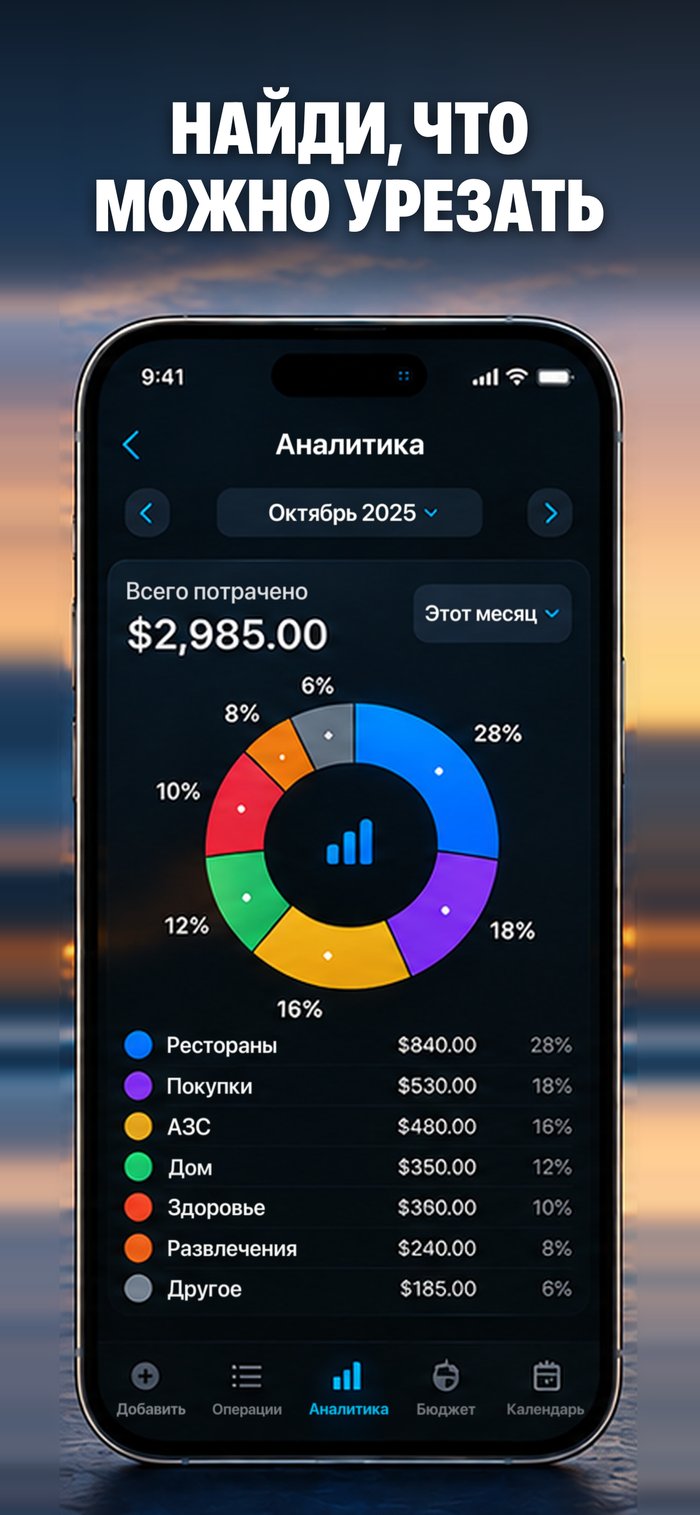 НАЙДИ, ЧТО
МОЖНО УРЕЗАТЬ
9:41
Аналитика
Октябрь 2025
Всего потрачено
$2,985.00
Этот месяц
6%
8%
28%
10%
12%
18%
16%
Рестораны $840.00 28%
Покупки $530.00 18%
АЗС $480.00 16%
Дом $350.00 12%
Здоровье $360.00 10%
Развлечения $240.00 8%
Другое $185.00 6%
Добавить Операции Аналитика Бюджет Календарь